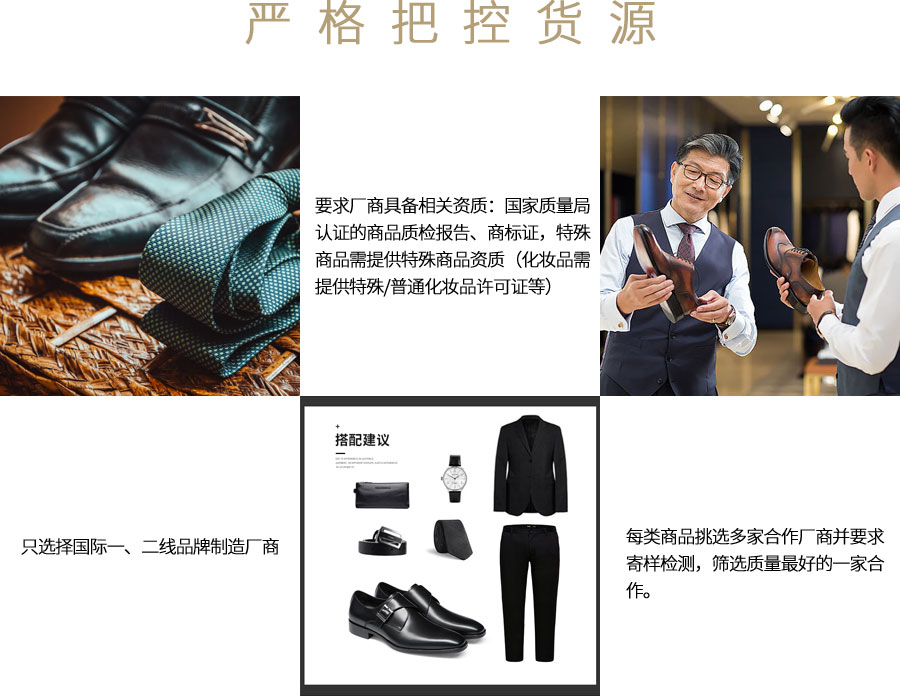 严格把控货源
要求厂商具备相关资质：国家质量局
认证的商品质检报告、商标证，特殊
商品需提供特殊商品资质（化妆品需
提供特殊/普通化妆品许可证等）
+
搭配建议
只选择国际一、二线品牌制造厂商
每类商品挑选多家合作厂商并要求
寄样检测，筛选质量最好的一家合
作。